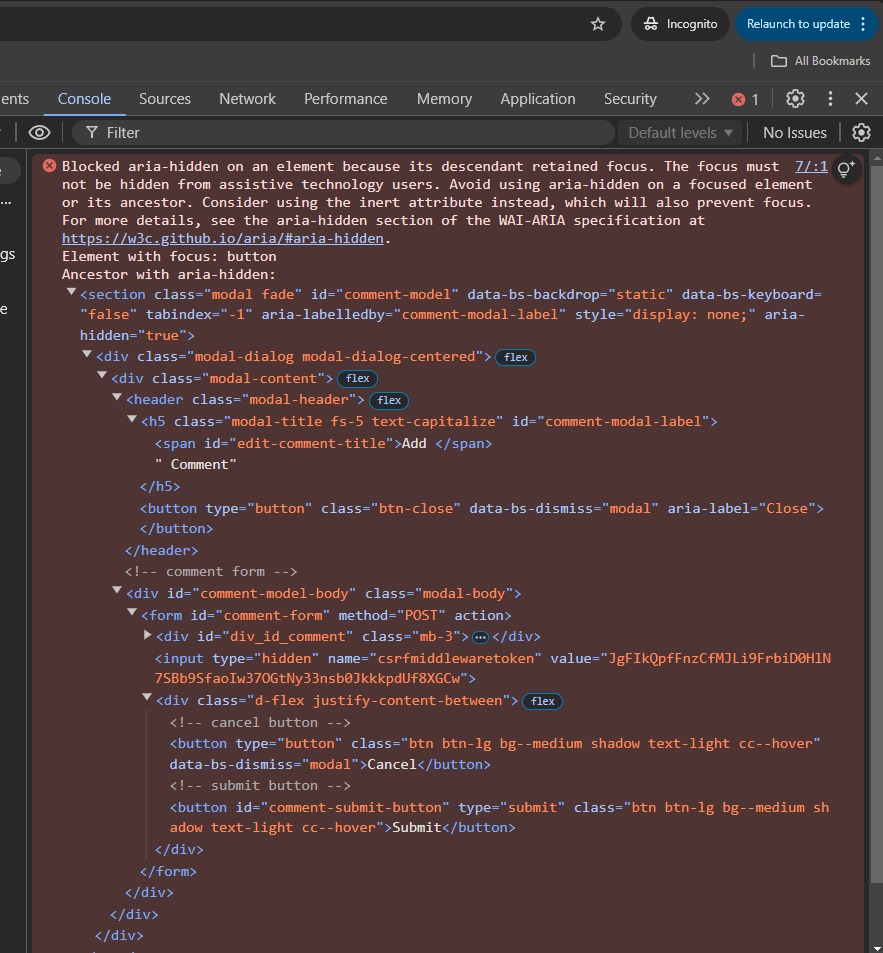 Incognito
Relaunch to update
All Bookmarks
ents Console Sources Network Performance Memory Application Security 1
Filter Default levels ▼ No Issues
Blocked aria-hidden on an element because its descendant retained focus. The focus must 7/:1
not be hidden from assistive technology users. Avoid using aria-hidden on a focused element
or its ancestor. Consider using the inert attribute instead, which will also prevent focus.
For more details, see the aria-hidden section of the WAI-ARIA specification at
https://w3c.github.io/aria/#aria-hidden.
Element with focus: button
Ancestor with aria-hidden:
<section class="modal fade" id="comment-model" data-bs-backdrop="static" data-bs-keyboard=
"false" tabindex="-1" aria-labelledby="comment-modal-label" style="display: none;" aria-
hidden="true">
<div class="modal-dialog modal-dialog-centered"> flex
<div class="modal-content"> flex
<header class="modal-header"> flex
<h5 class="modal-title fs-5 text-capitalize" id="comment-modal-label">
<span id="edit-comment-title">Add </span>
" Comment"
</h5>
<button type="button" class="btn-close" data-bs-dismiss="modal" aria-label="Close">
</button>
</header>
<!-- comment form -->
<div id="comment-model-body" class="modal-body">
<form id="comment-form" method="POST" action>
<div id="div_id_comment" class="mb-3">…</div>
<input type="hidden" name="csrfmiddlewaretoken" value="JgFIkQpfFnzCfMJLi9FrbiD0HlN
7SBb9SfaoIw37OGtNy33nsb0JkkkpdUf8XGCw">
<div class="d-flex justify-content-between"> flex
<!-- cancel button -->
<button type="button" class="btn btn-lg bg--medium shadow text-light cc--hover"
data-bs-dismiss="modal">Cancel</button>
<!-- submit button -->
<button id="comment-submit-button" type="submit" class="btn btn-lg bg--medium sh
adow text-light cc--hover">Submit</button>
</div>
</form>
</div>
</div>
</div>
gs
e